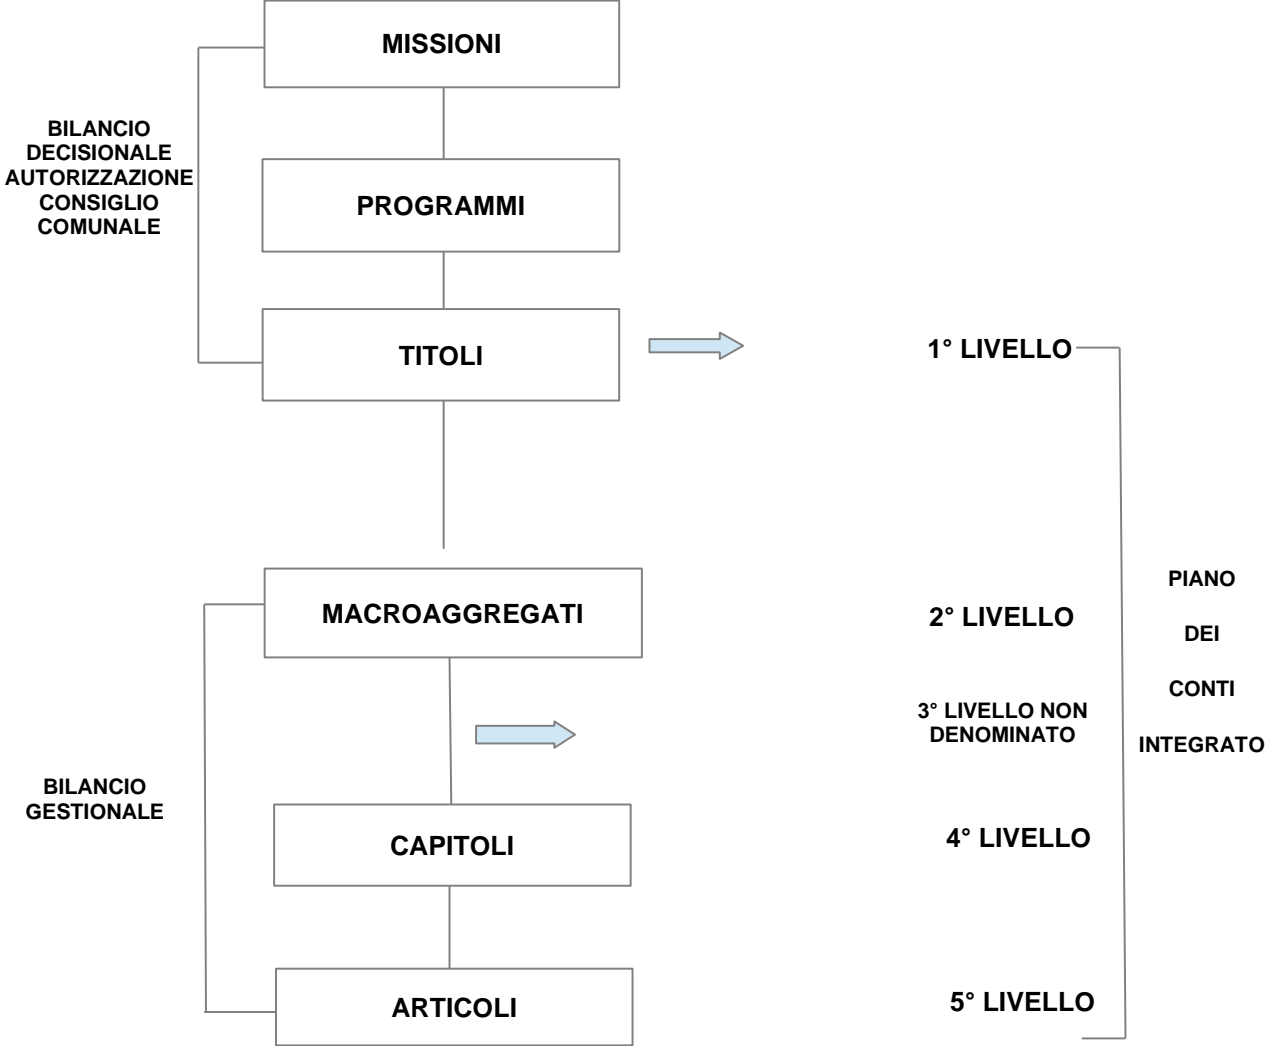 MISSIONI
BILANCIO
DECISIONALE
AUTORIZZAZIONE
CONSIGLIO
COMUNALE
PROGRAMMI
TITOLI
1° LIVELLO
MACROAGGREGATI
2° LIVELLO
3° LIVELLO NON
DENOMINATO
PIANO
DEI
CONTI
INTEGRATO
BILANCIO
GESTIONALE
CAPITOLI
4° LIVELLO
ARTICOLI
5° LIVELLO